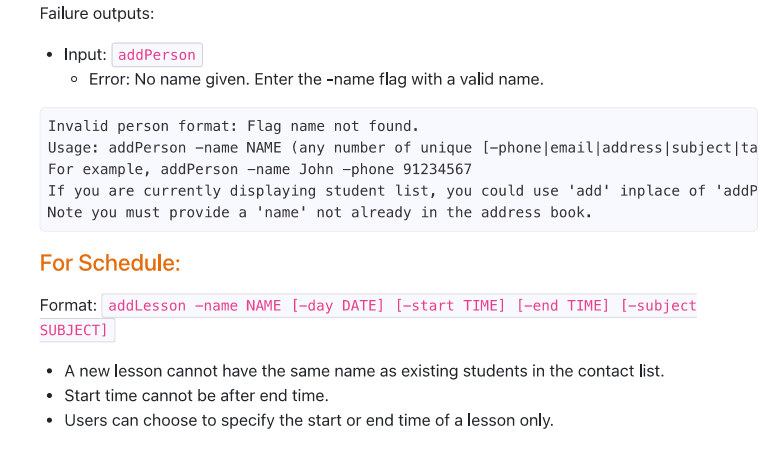 Failure outputs:
Input: addPerson
Error: No name given. Enter the -name flag with a valid name.
Invalid person format: Flag name not found.
Usage: addPerson -name NAME (any number of unique [-phone|email|address|subject|ta
For example, addPerson -name John -phone 91234567
If you are currently displaying student list, you could use 'add' inplace of 'addP
Note you must provide a 'name' not already in the address book.
For Schedule:
Format: addLesson -name NAME [-day DATE] [-start TIME] [-end TIME] [-subject
SUBJECT]
A new lesson cannot have the same name as existing students in the contact list.
Start time cannot be after end time.
Users can choose to specify the start or end time of a lesson only.